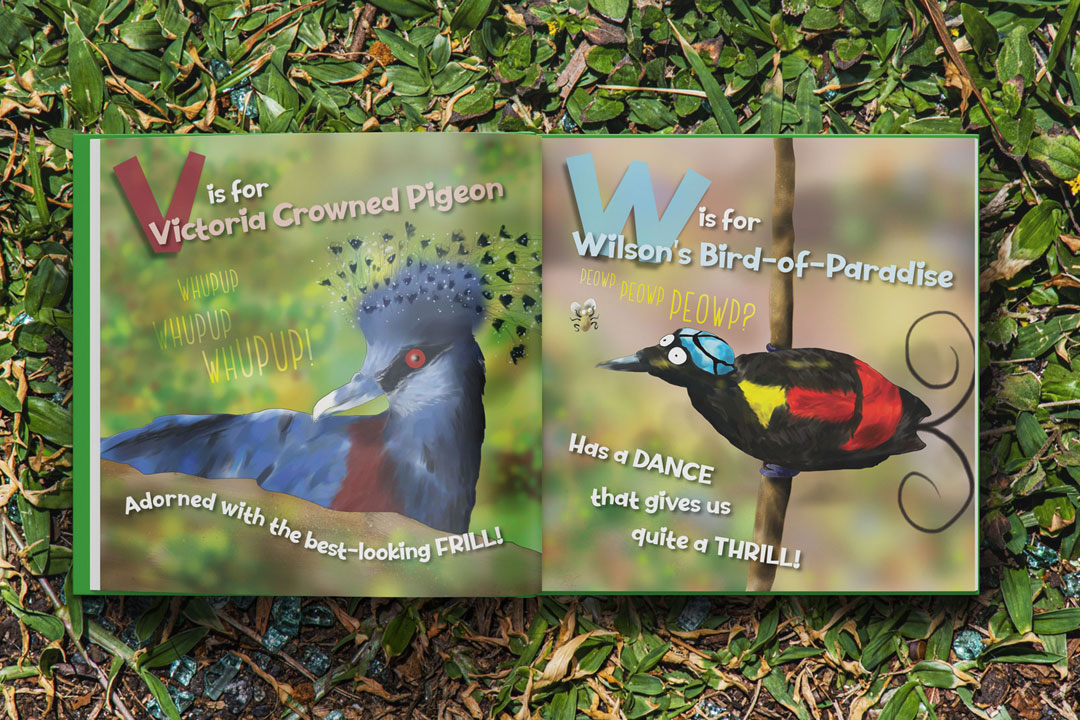 V is for
Victoria Crowned Pigeon
WHUPUP
WHUPUP
WHUPUP!
Adorned with the best-looking FRILL!
W is for
Wilson's Bird-of-Paradise
PEOWP PEOWP PEOWP?
Has a DANCE
that gives us
quite a THRILL!